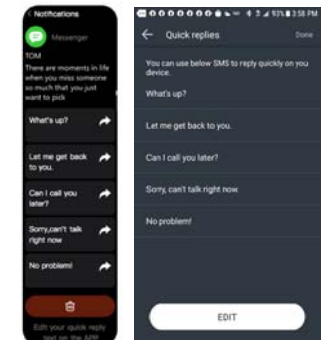 < Notifications
Messenger
TOM
There are moments in life
when you miss someone
so much that you just
want to pick
What's up?
Let me get back
to you.
Can I call you
later?
Sorry,can't talk
right now
No problem!
Edit your quick reply
text on the APP
93% 3:58 PM
← Quick replies
Done
You can use below SMS to reply quickly on you
device.
What's up?
Let me get back to you.
Can I call you later?
Sorry, can't talk right now
No problem!
EDIT